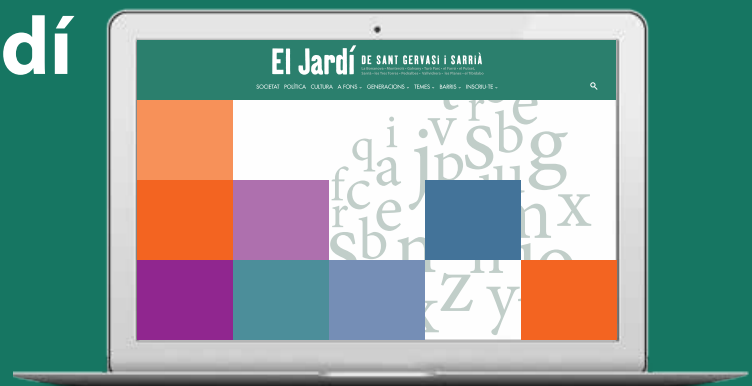 dí
El Jardí DE SANT GERVASI i SARRIÀ
SOCIETAT POLÍTICA CULTURA A FONS GENERACIONS TEMES BARRIS INSCRIU-TE
q i v r e
a j s b g
f c p u
r e n x
s b n
z y
x